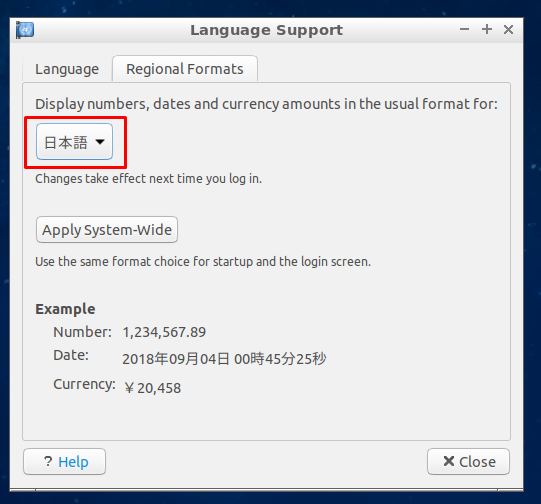 Language Support
Language Regional Formats
Display numbers, dates and currency amounts in the usual format for:
日本語
Changes take effect next time you log in.
Apply System-Wide
Use the same format choice for startup and the login screen.
Example
Number: 1,234,567.89
Date: 2018年09月04日 00時45分25秒
Currency: ￥20,458
? Help
Close